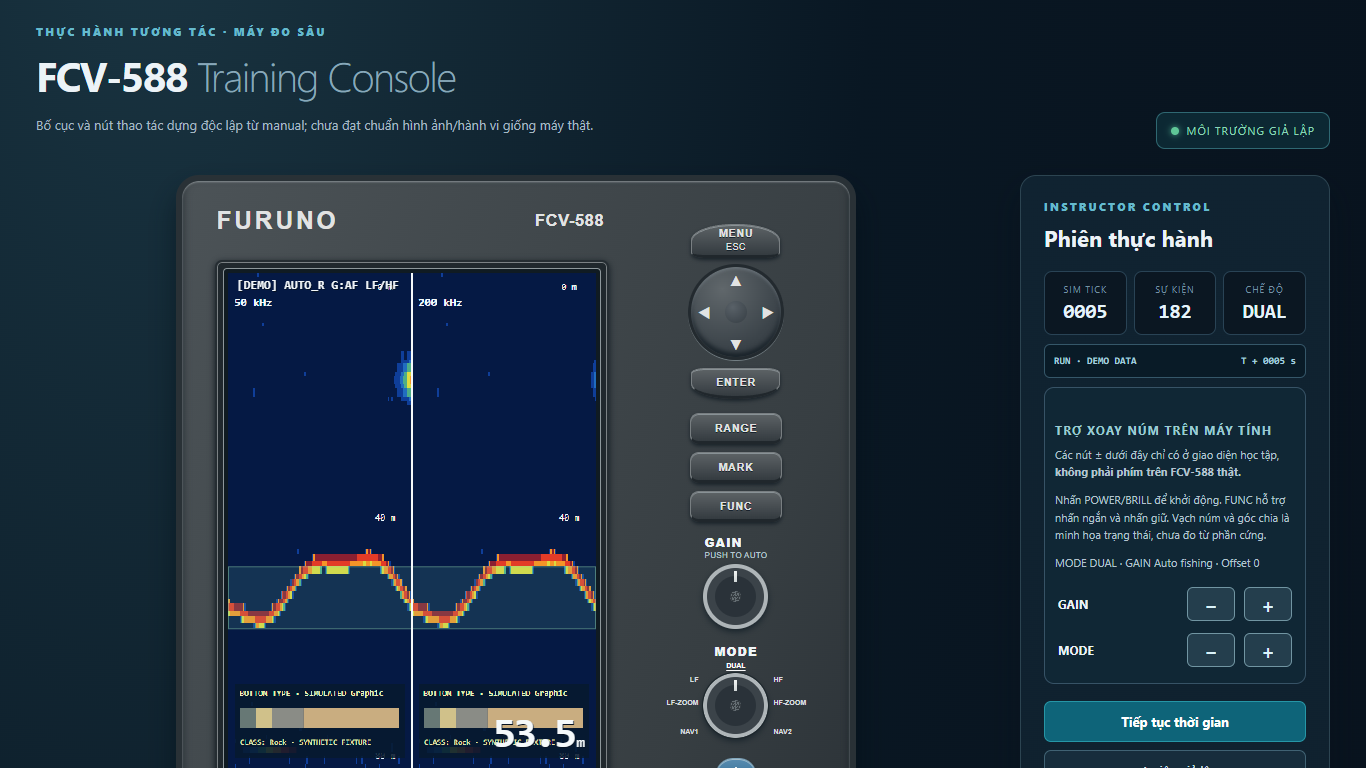 THỰC HÀNH TƯƠNG TÁC · MÁY ĐO SÂU
FCV-588 Training Console
Bố cục và nút thao tác dựng độc lập từ manual; chưa đạt chuẩn hình ảnh/hành vi giống máy thật.
MÔI TRƯỜNG GIẢ LẬP
FURUNO
FCV-588
[DEMO] AUTO_R G:AF LF/HF
0 m
50 kHz
200 kHz
40 m
40 m
BOTTOM TYPE - SIMULATED Graphic
BOTTOM TYPE - SIMULATED Graphic
CLASS: Rock - SYNTHETIC FIXTURE
CLASS: Rock - SYNTHETIC FIXTURE
53.5m
MENU
ESC
ENTER
RANGE
MARK
FUNC
GAIN
PUSH TO AUTO
MODE
DUAL
LF
HF
LF-ZOOM
HF-ZOOM
NAV1
NAV2
INSTRUCTOR CONTROL
Phiên thực hành
SIM TICK
0005
SỰ KIỆN
182
CHẾ ĐỘ
DUAL
RUN · DEMO DATA
T + 0005 s
TRỢ XOAY NÚM TRÊN MÁY TÍNH
Các nút ± dưới đây chỉ có ở giao diện học tập,
không phải phím trên FCV-588 thật.
Nhấn POWER/BRILL để khởi động. FUNC hỗ trợ
nhấn ngắn và nhấn giữ. Vạch núm và góc chia là
minh họa trạng thái, chưa đo từ phần cứng.
MODE DUAL · GAIN Auto fishing · Offset 0
GAIN
−
+
MODE
−
+
Tiếp tục thời gian